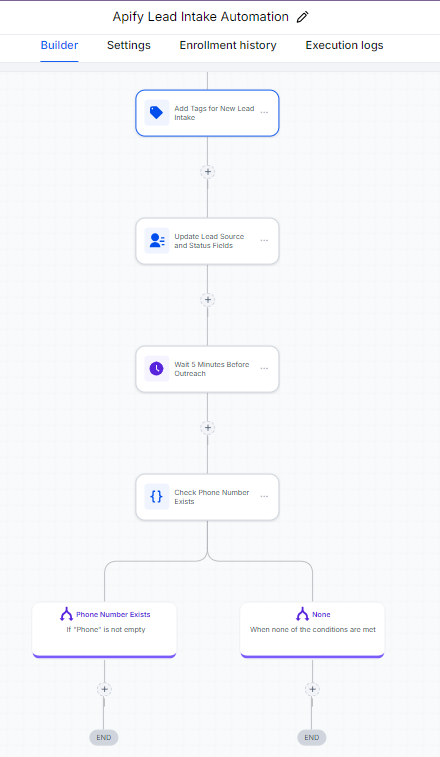 Apify Lead Intake Automation
Builder Settings Enrollment history Execution logs
Add Tags for New Lead
Intake
Update Lead Source
and Status Fields
Wait 5 Minutes Before
Outreach
Check Phone Number
Exists
Phone Number Exists
If "Phone" is not empty
None
When none of the conditions are met
END
END